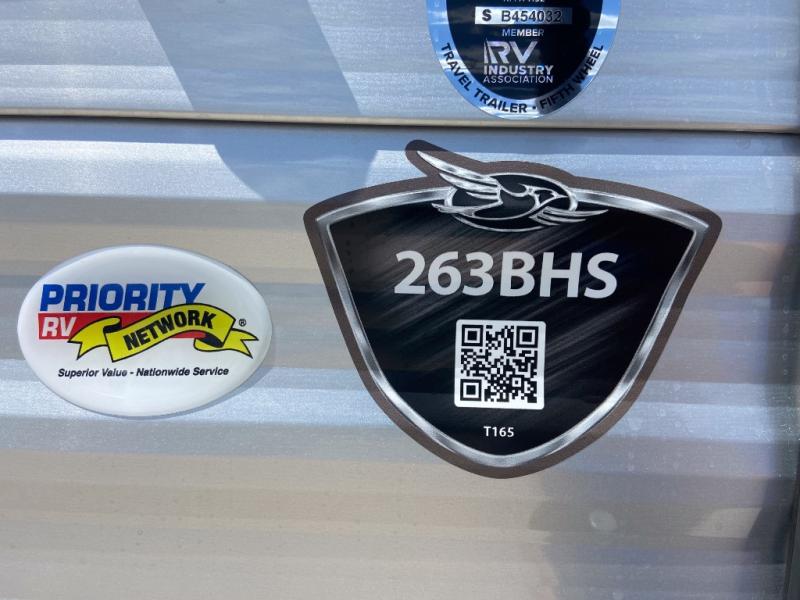 S B454032
MEMBER
RV
INDUSTRY
ASSOCIATION
TRAVEL TRAILER • FIFTH WHEEL
263BHS
T165
PRIORITY
RV NETWORK®
Superior Value - Nationwide Service